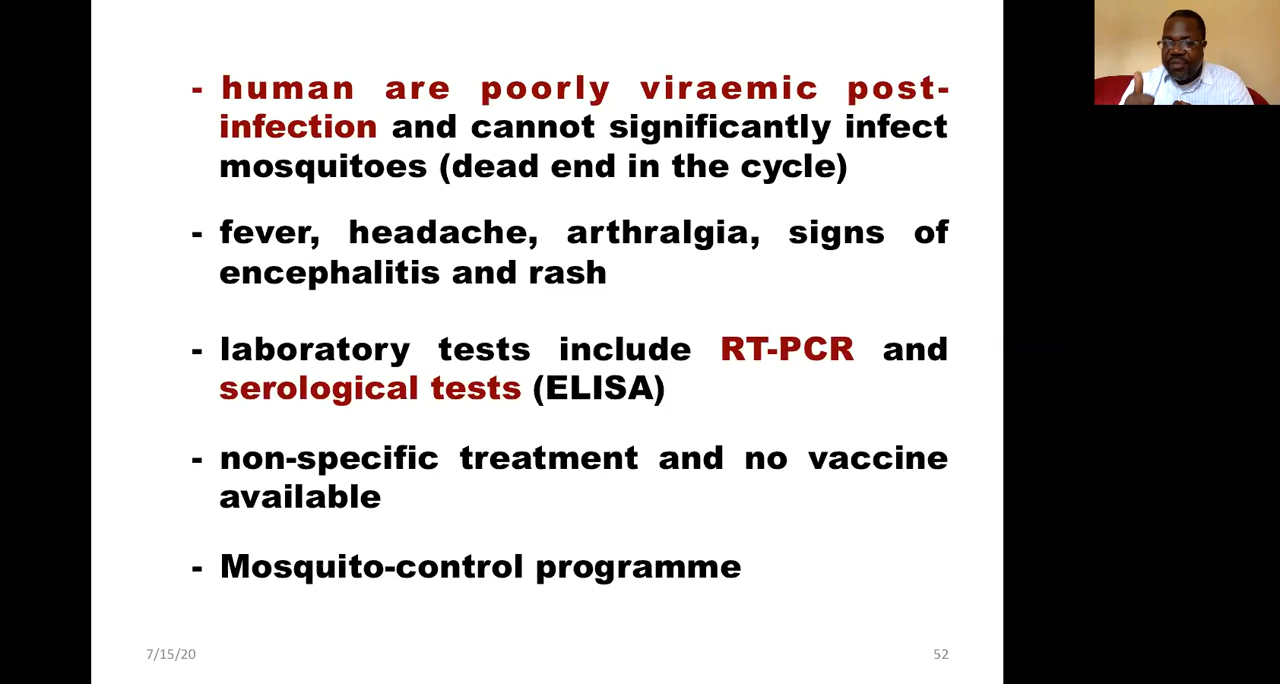 - human are poorly viraemic post-
infection and cannot significantly infect
mosquitoes (dead end in the cycle)
- fever, headache, arthralgia, signs of
encephalitis and rash
- laboratory tests include RT-PCR and
serological tests (ELISA)
- non-specific treatment and no vaccine
available
- Mosquito-control programme
7/15/20
52